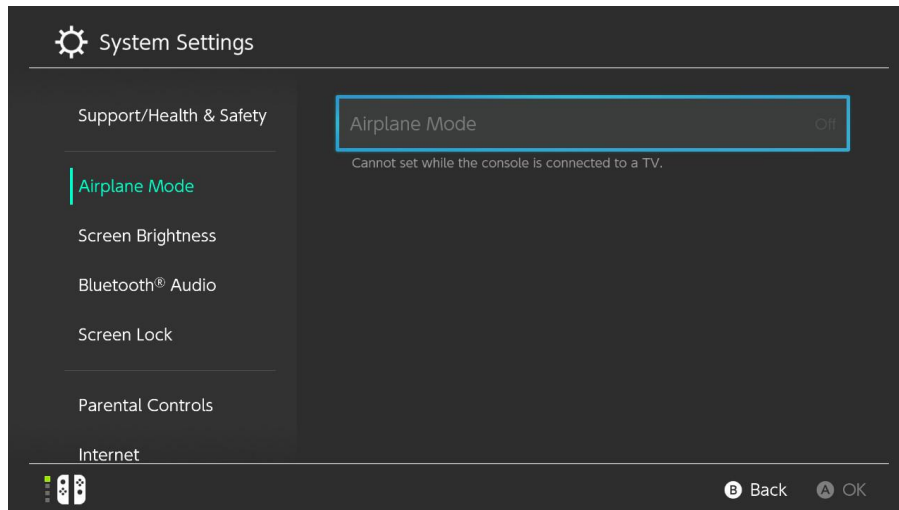 System Settings
Support/Health & Safety
Airplane Mode
Screen Brightness
Bluetooth® Audio
Screen Lock
Parental Controls
Internet
Airplane Mode Off
Cannot set while the console is connected to a TV.
B Back A OK